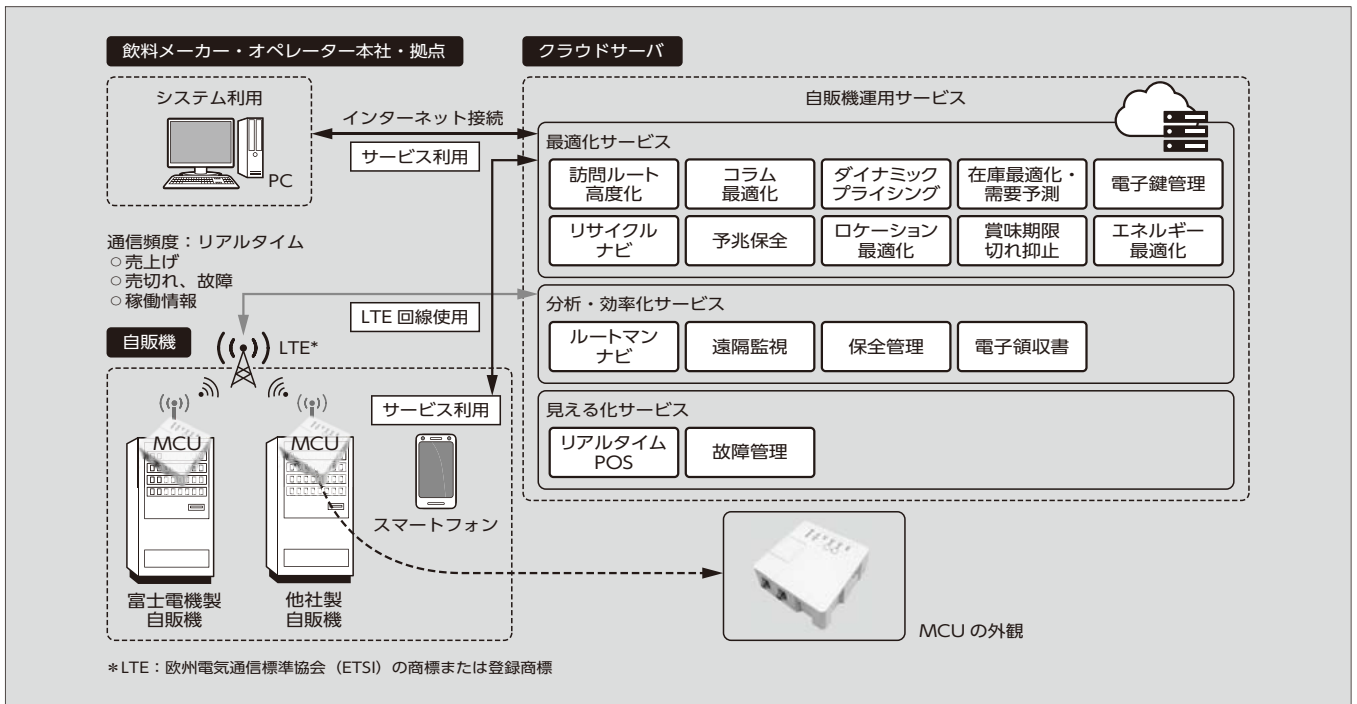 飲料メーカー・オペレーター本社・拠点
システム利用
PC
インターネット接続
サービス利用
通信頻度：リアルタイム
○売上げ
○売切れ、故障
○稼働情報
LTE 回線使用
自販機
LTE*
サービス利用
MCU
MCU
スマートフォン
富士電機製
自販機
他社製
自販機
クラウドサーバ
自販機運用サービス
最適化サービス
訪問ルート
高度化
コラム
最適化
ダイナミック
プライシング
在庫最適化・
需要予測
電子鍵管理
リサイクル
ナビ
予兆保全
ロケーション
最適化
賞味期限
切れ抑止
エネルギー
最適化
分析・効率化サービス
ルートマン
ナビ
遠隔監視
保全管理
電子領収書
見える化サービス
リアルタイム
POS
故障管理
MCU の外観
*LTE：欧州電気通信標準協会（ETSI）の商標または登録商標